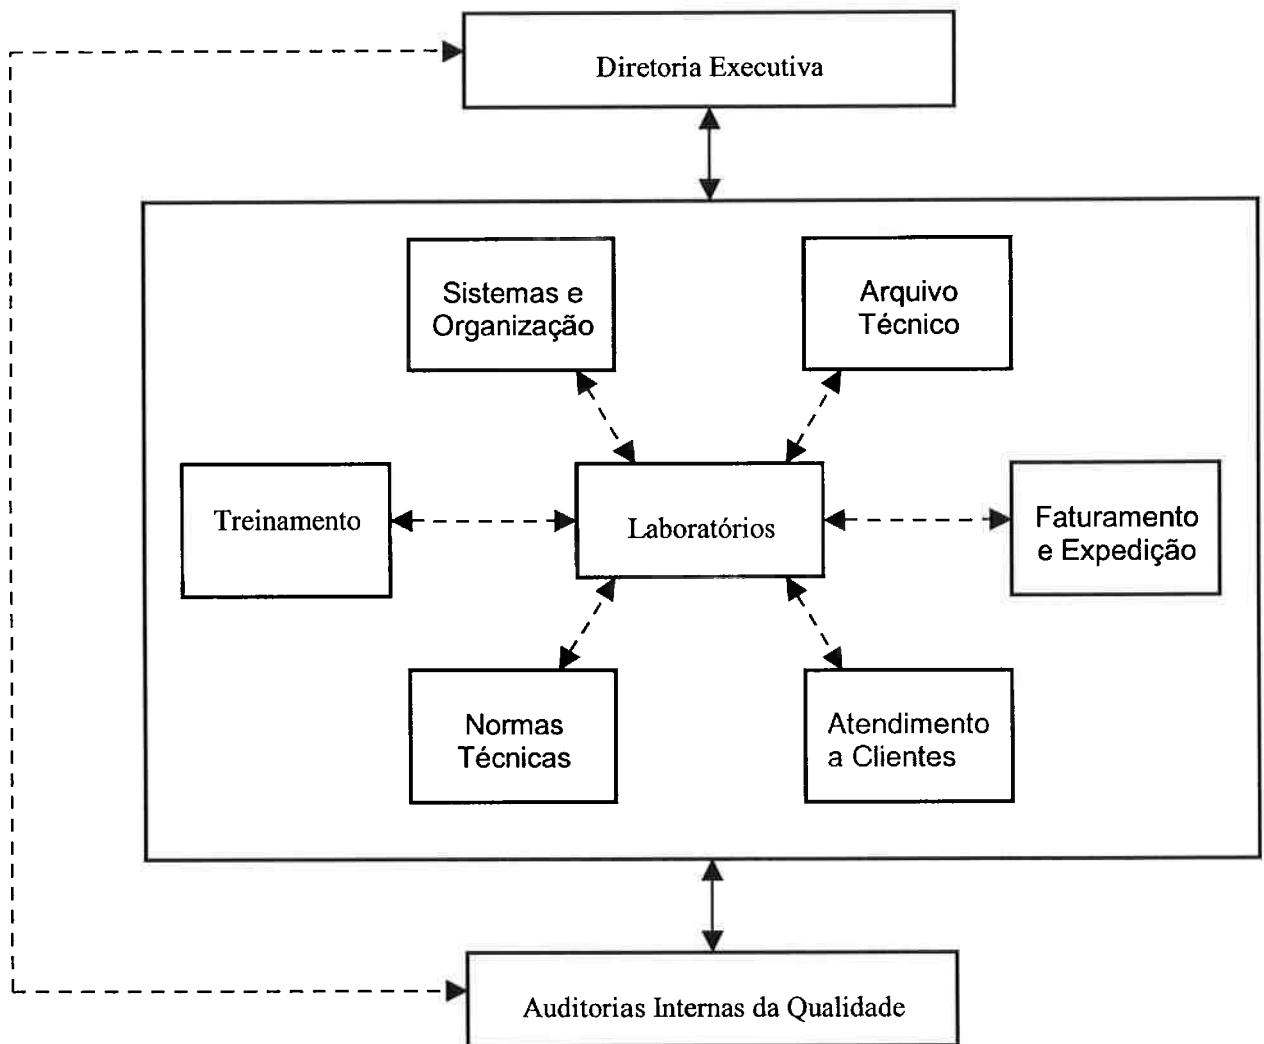 Diretoria Executiva
Sistemas e
Organização
Arquivo
Técnico
Treinamento
Laboratórios
Faturamento
e Expedição
Normas
Técnicas
Atendimento
a Clientes
Auditorias Internas da Qualidade